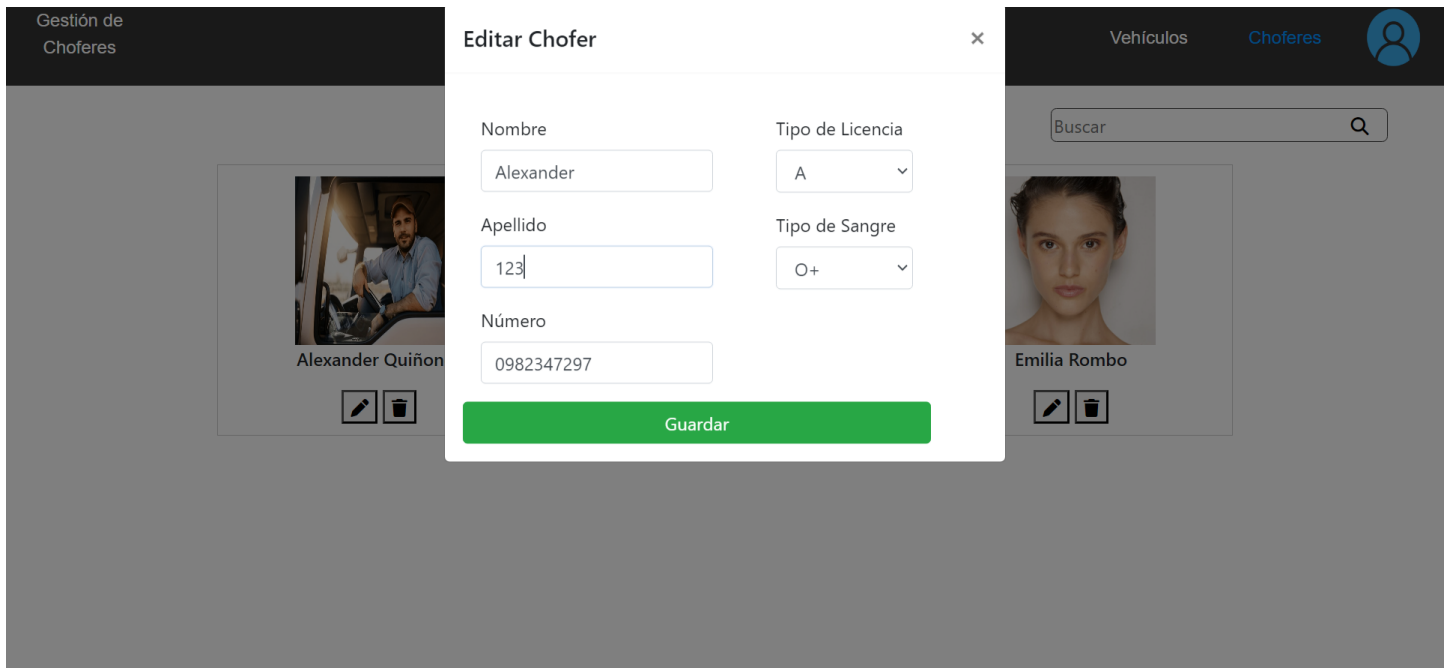 Gestión de
Choferes
Editar Chofer
×
Vehículos
Choferes
Buscar
Nombre
Tipo de Licencia
Alexander
A
Apellido
Tipo de Sangre
123
O+
Número
0982347297
Guardar
Alexander Quiñon
Emilia Rombo